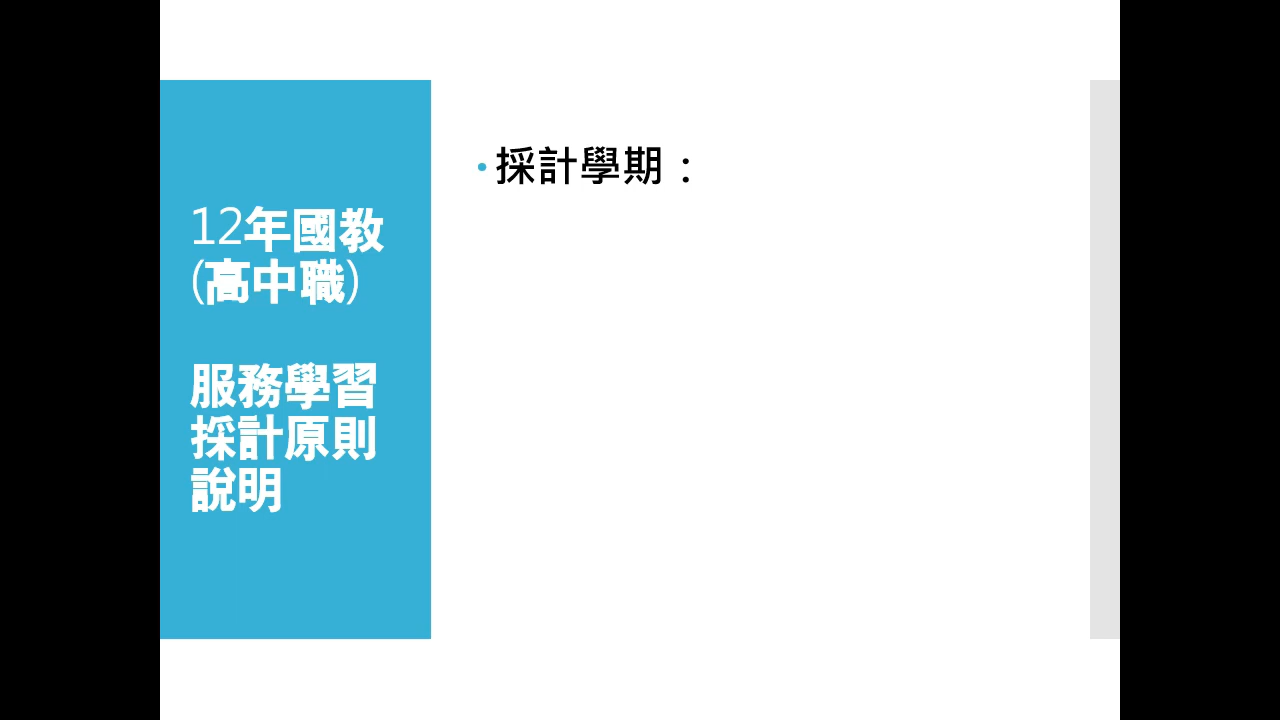 12年國教
(高中職)
服務學習
採計原則
說明
•採計學期：